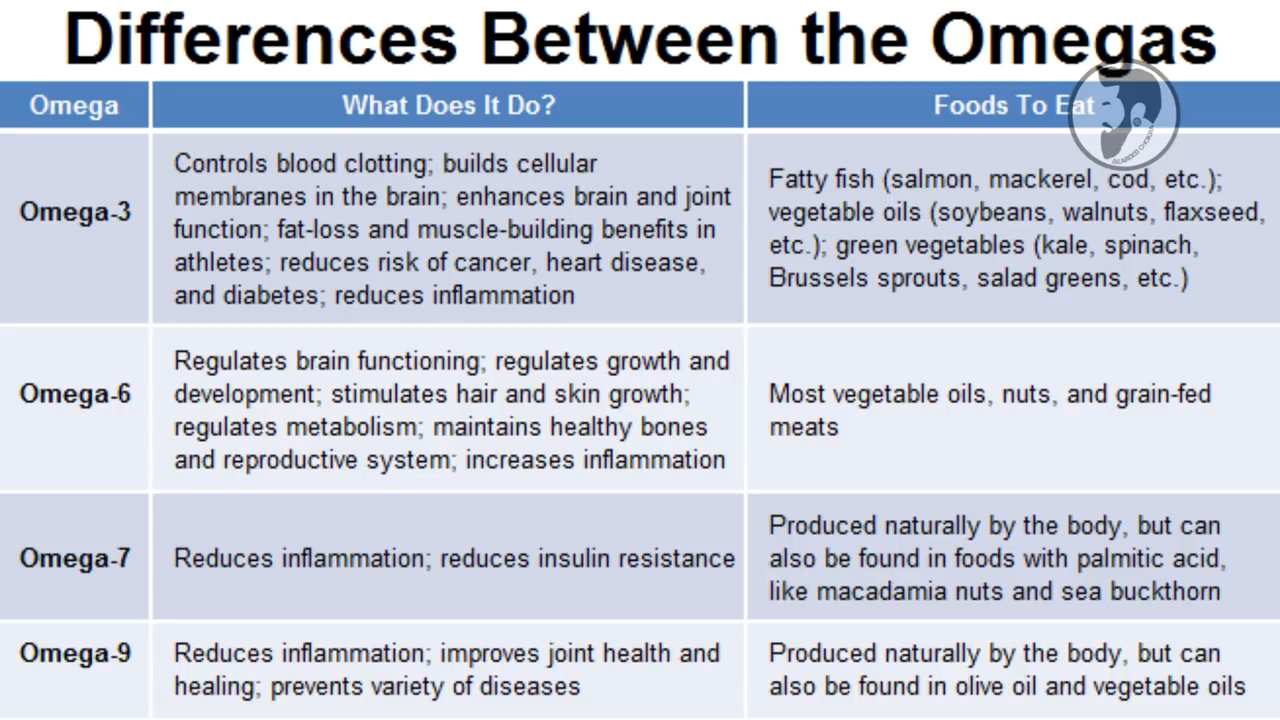 Differences Between the Omegas
Omega
What Does It Do?
Foods To Eat
BEARDED CHOKRA
Omega-3
Controls blood clotting; builds cellular
membranes in the brain; enhances brain and joint
function; fat-loss and muscle-building benefits in
athletes; reduces risk of cancer, heart disease,
and diabetes; reduces inflammation
Fatty fish (salmon, mackerel, cod, etc.);
vegetable oils (soybeans, walnuts, flaxseed,
etc.); green vegetables (kale, spinach,
Brussels sprouts, salad greens, etc.)
Omega-6
Regulates brain functioning; regulates growth and
development; stimulates hair and skin growth;
regulates metabolism; maintains healthy bones
and reproductive system; increases inflammation
Most vegetable oils, nuts, and grain-fed
meats
Omega-7
Reduces inflammation; reduces insulin resistance
Produced naturally by the body, but can
also be found in foods with palmitic acid,
like macadamia nuts and sea buckthorn
Omega-9
Reduces inflammation; improves joint health and
healing; prevents variety of diseases
Produced naturally by the body, but can
also be found in olive oil and vegetable oils